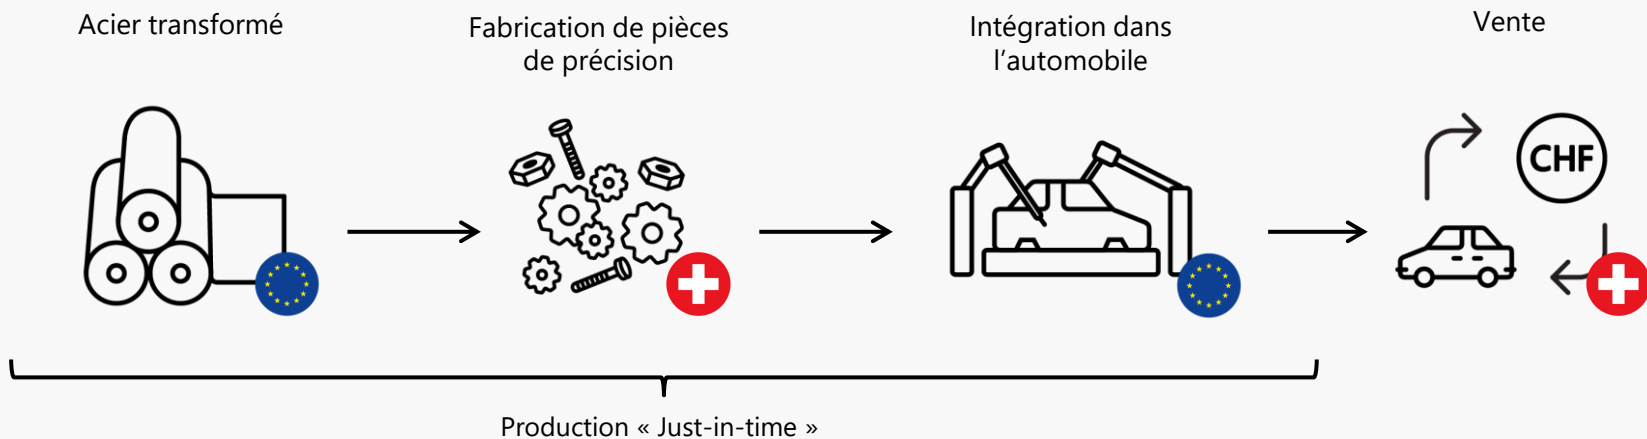 Acier transformé
Fabrication de pièces
de précision
Intégration dans
l’automobile
Vente
CHF
Production « Just-in-time »